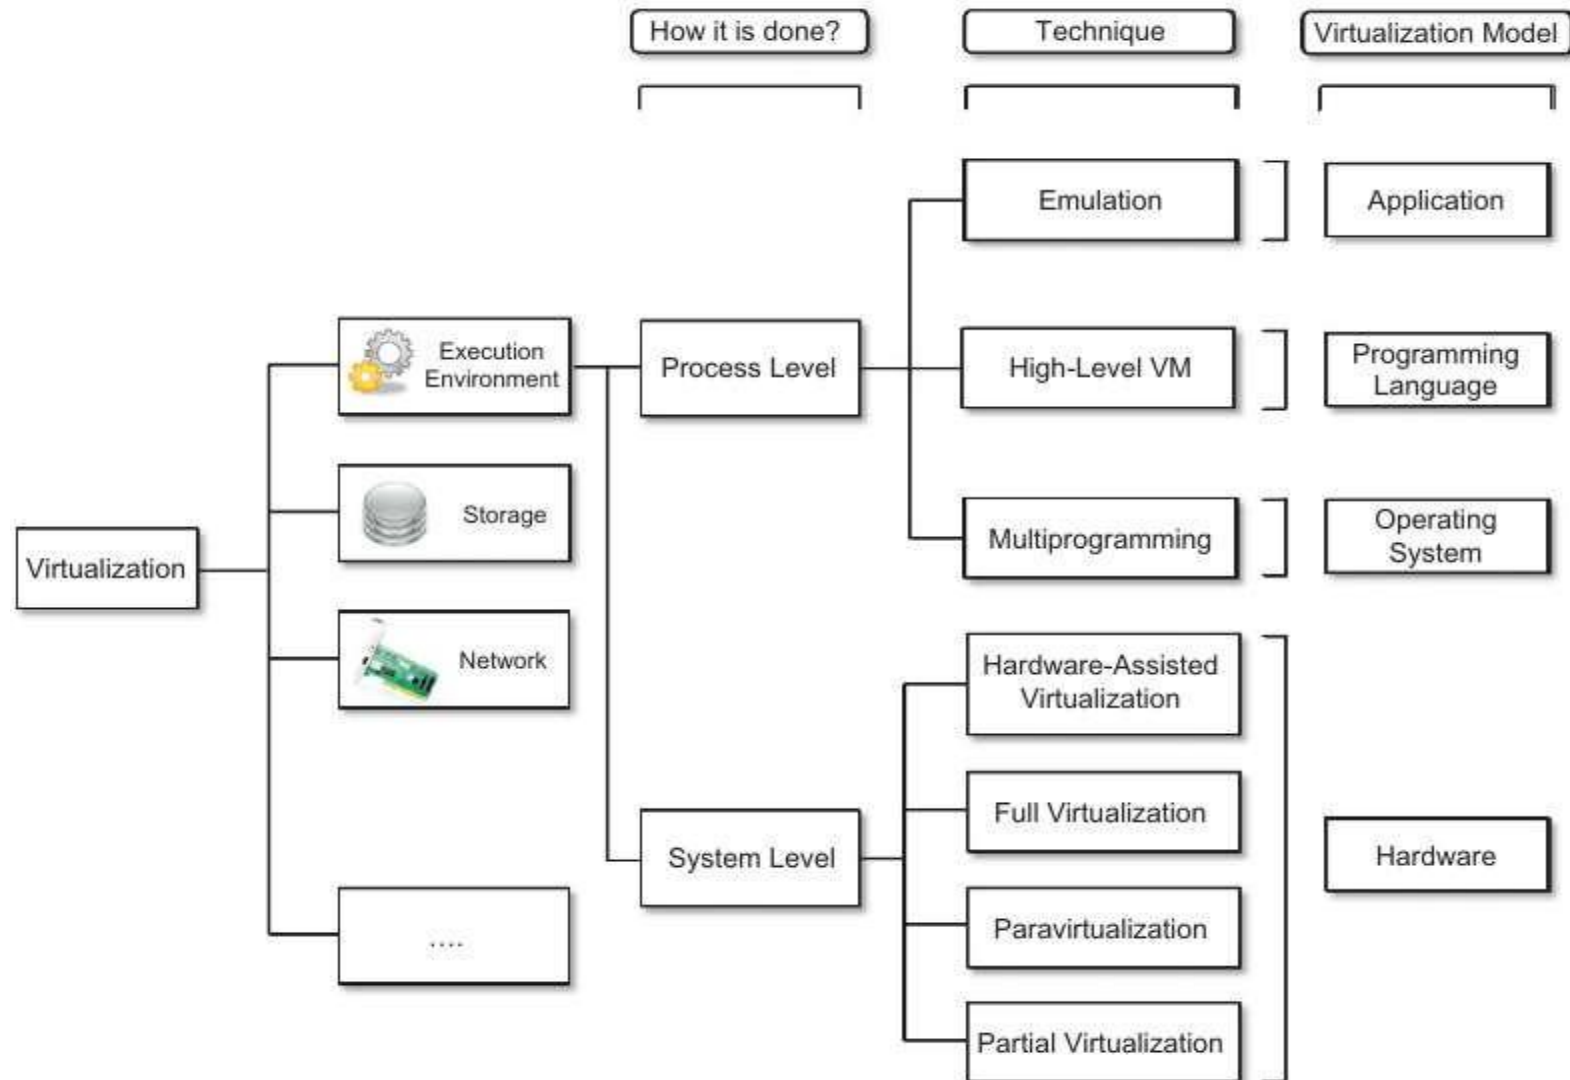 How it is done?
Technique
Virtualization Model
Emulation
Application
Execution
Environment
Process Level
High-Level VM
Programming
Language
Storage
Multiprogramming
Operating
System
Virtualization
Network
Hardware-Assisted
Virtualization
Full Virtualization
System Level
Hardware
Paravirtualization
....
Partial Virtualization